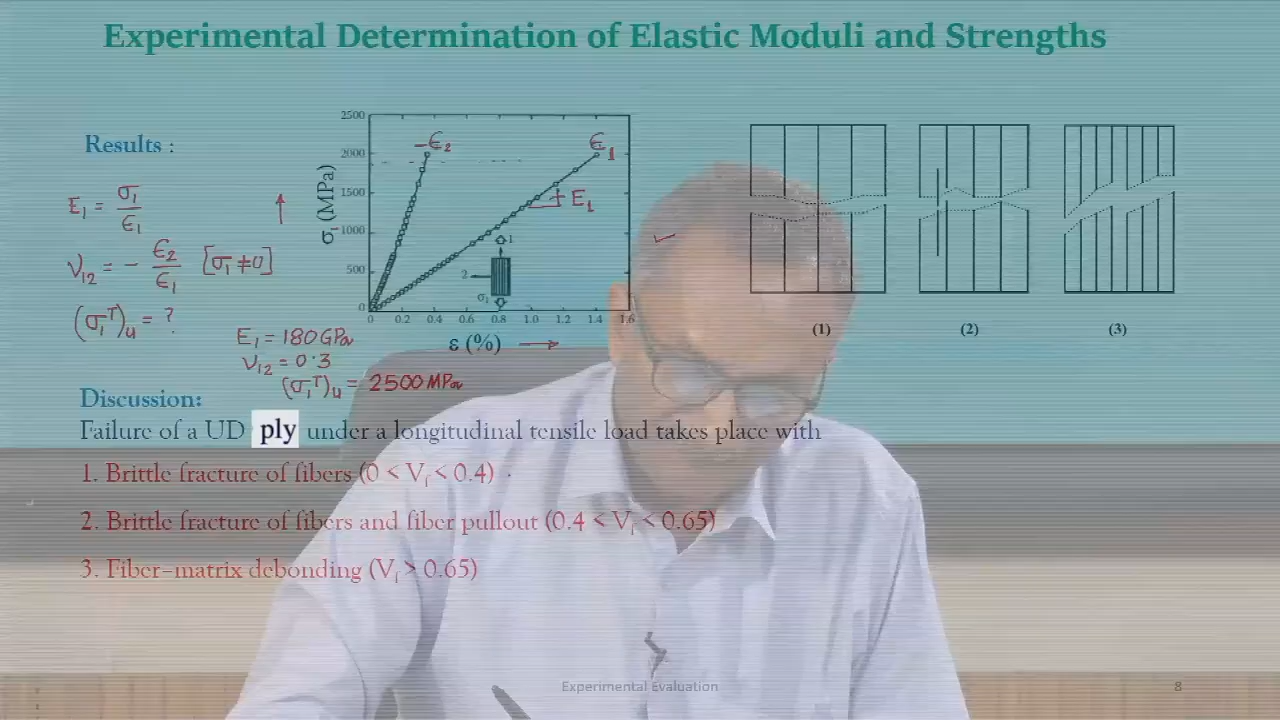 Experimental Determination of Elastic Moduli and Strengths
Results :
E₁ = σ₁ / ϵ₁
ν₁₂ = - ϵ₂ / ϵ₁ [σ₁ ≠ 0]
(σ₁ᵀ)ᵤ = ?
E₁ = 180 GPa
ν₁₂ = 0.3
(σ₁ᵀ)ᵤ = 2500 MPa
σ₁ (MPa)
2500
2000
1500
1000
500
0
-ϵ₂
ϵ₁
E₁
1
2
σ₁
0 0.2 0.4 0.6 0.8 1.0 1.2 1.4 1.6
ε (%)
(1) (2) (3)
Discussion:
Failure of a UD ply under a longitudinal tensile load takes place with
1. Brittle fracture of fibers (0 < Vf < 0.4)
2. Brittle fracture of fibers and fiber pullout (0.4 < Vf < 0.65)
3. Fiber–matrix debonding (Vf > 0.65)
Experimental Evaluation 8